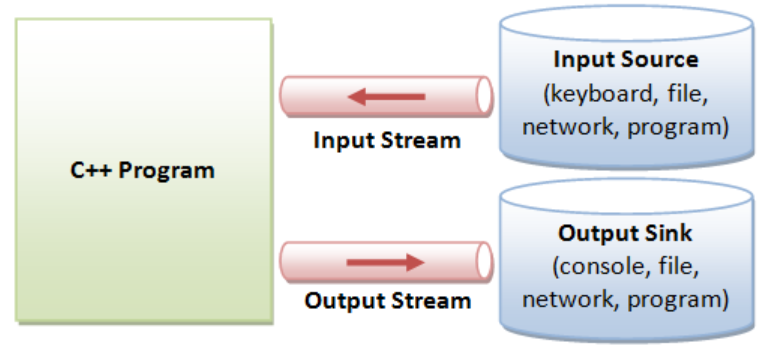 C++ Program
Input Stream
Input Source
(keyboard, file,
network, program)
Output Stream
Output Sink
(console, file,
network, program)